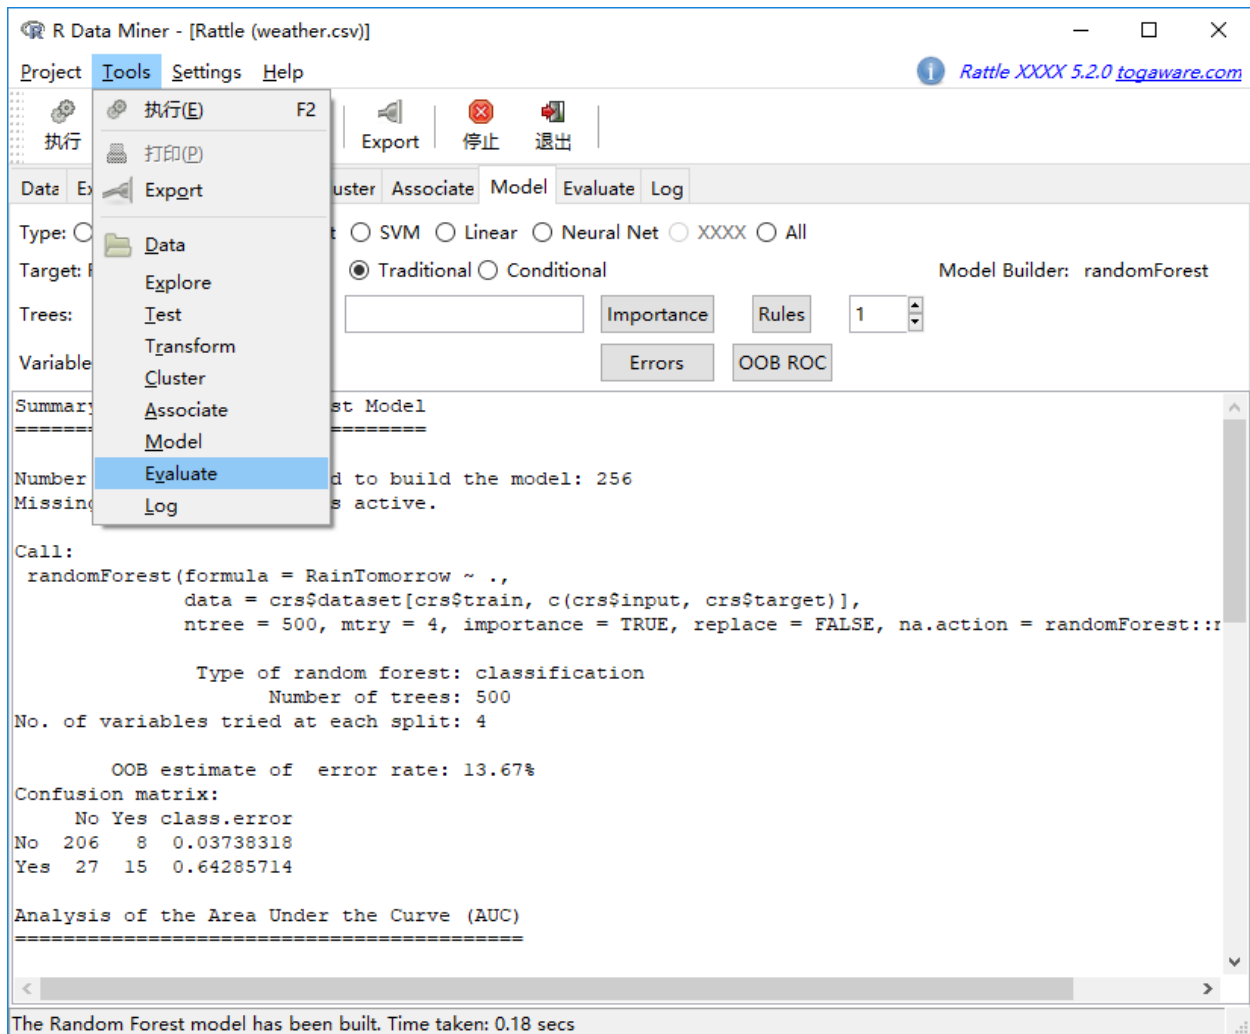 R Data Miner - [Rattle (weather.csv)]
Project Tools Settings Help Rattle XXXX 5.2.0 togaware.com
执行 执行(E) F2 Export 停止 退出
打印(P)
Export
Data Associate Model Evaluate Log
Type: SVM Linear Neural Net XXXX All
Data
Target: Traditional Conditional Model Builder: randomForest
Explore
Trees: Test Importance Rules 1
Transform
Errors OOB ROC
Cluster
Associate
Model
Evaluate
Log
Model
=======================
Number d to build the model: 256
active.
Call:
randomForest(formula = RainTomorrow ~ .,
data = crs$dataset[crs$train, c(crs$input, crs$target)],
ntree = 500, mtry = 4, importance = TRUE, replace = FALSE, na.action = randomForest::
Type of random forest: classification
Number of trees: 500
No. of variables tried at each split: 4
OOB estimate of  error rate: 13.67%
Confusion matrix:
No Yes class.error
No 206 8 0.03738318
Yes 27 15 0.64285714
Analysis of the Area Under the Curve (AUC)
==========================================
The Random Forest model has been built. Time taken: 0.18 secs